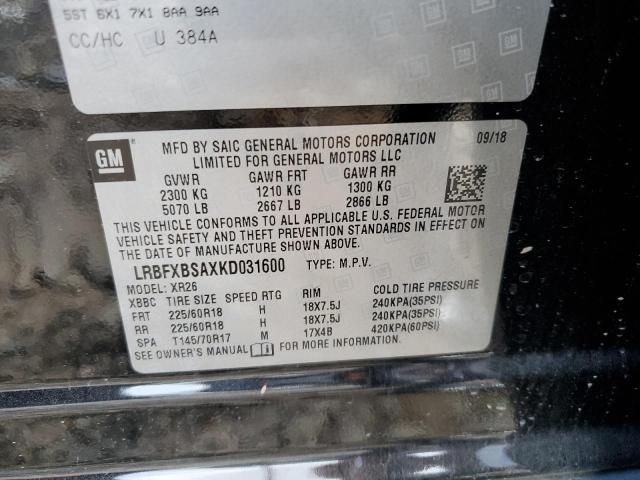 5ST 6X1 7X1 8AA 9AA
CC/HC U 384A
GM
MFD BY SAIC GENERAL MOTORS CORPORATION 09/18
LIMITED FOR GENERAL MOTORS LLC
GVWR GAWR FRT GAWR RR
2300 KG 1210 KG 1300 KG
5070 LB 2667 LB 2866 LB
THIS VEHICLE CONFORMS TO ALL APPLICABLE U.S. FEDERAL MOTOR
VEHICLE SAFETY AND THEFT PREVENTION STANDARDS IN EFFECT ON
THE DATE OF MANUFACTURE SHOWN ABOVE.
LRBFXBSAXKD031600 TYPE: M.P.V.
MODEL: XR26
XBBC TIRE SIZE SPEED RTG RIM COLD TIRE PRESSURE
FRT 225/60R18 H 18X7.5J 240KPA(35PSI)
RR 225/60R18 H 18X7.5J 240KPA(35PSI)
SPA T145/70R17 M 17X4B 420KPA(60PSI)
SEE OWNER'S MANUAL FOR MORE INFORMATION.